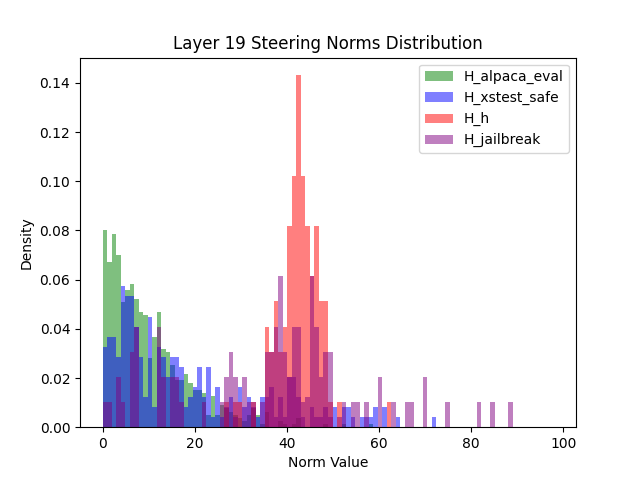 Layer 19 Steering Norms Distribution
H_alpaca_eval
H_xstest_safe
H_h
H_jailbreak
Density
0.14
0.12
0.10
0.08
0.06
0.04
0.02
0.00
0 20 40 60 80 100
Norm Value